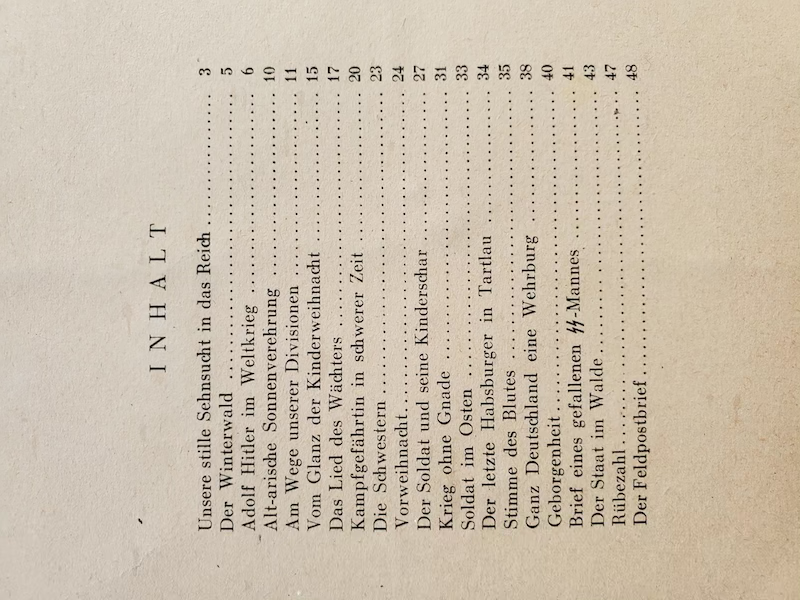 INHALT
Unsere stille Sehnsucht in das Reich . . . . . . . . . . . . . . . . 3
Der Winterwald . . . . . . . . . . . . . . . . . . . . . . . . . . . . . 5
Adolf Hitler im Weltkrieg . . . . . . . . . . . . . . . . . . . . . . 6
Alt-arische Sonnenverehrung . . . . . . . . . . . . . . . . . . . . 10
Am Wege unserer Divisionen . . . . . . . . . . . . . . . . . . . . 11
Vom Glanz der Kinderweihnacht . . . . . . . . . . . . . . . . . . 15
Das Lied des Wächters . . . . . . . . . . . . . . . . . . . . . . . . 17
Kampfgefährtin in schwerer Zeit . . . . . . . . . . . . . . . . . . 20
Die Schwestern . . . . . . . . . . . . . . . . . . . . . . . . . . . . . 23
Vorweihnacht . . . . . . . . . . . . . . . . . . . . . . . . . . . . . . 24
Der Soldat und seine Kinderschar . . . . . . . . . . . . . . . . . 27
Krieg ohne Gnade . . . . . . . . . . . . . . . . . . . . . . . . . . . 31
Soldat im Osten . . . . . . . . . . . . . . . . . . . . . . . . . . . . 33
Der letzte Habsburger in Tartlau . . . . . . . . . . . . . . . . . 34
Stimme des Blutes . . . . . . . . . . . . . . . . . . . . . . . . . . . 35
Ganz Deutschland eine Wehrburg . . . . . . . . . . . . . . . . . 38
Geborgenheit . . . . . . . . . . . . . . . . . . . . . . . . . . . . . . 40
Brief eines gefallenen ᛋᛋ-Mannes . . . . . . . . . . . . . . . . . 41
Der Staat im Walde . . . . . . . . . . . . . . . . . . . . . . . . . . 43
Rübezahl . . . . . . . . . . . . . . . . . . . . . . . . . . . . . . . . . 47
Der Feldpostbrief . . . . . . . . . . . . . . . . . . . . . . . . . . . 48